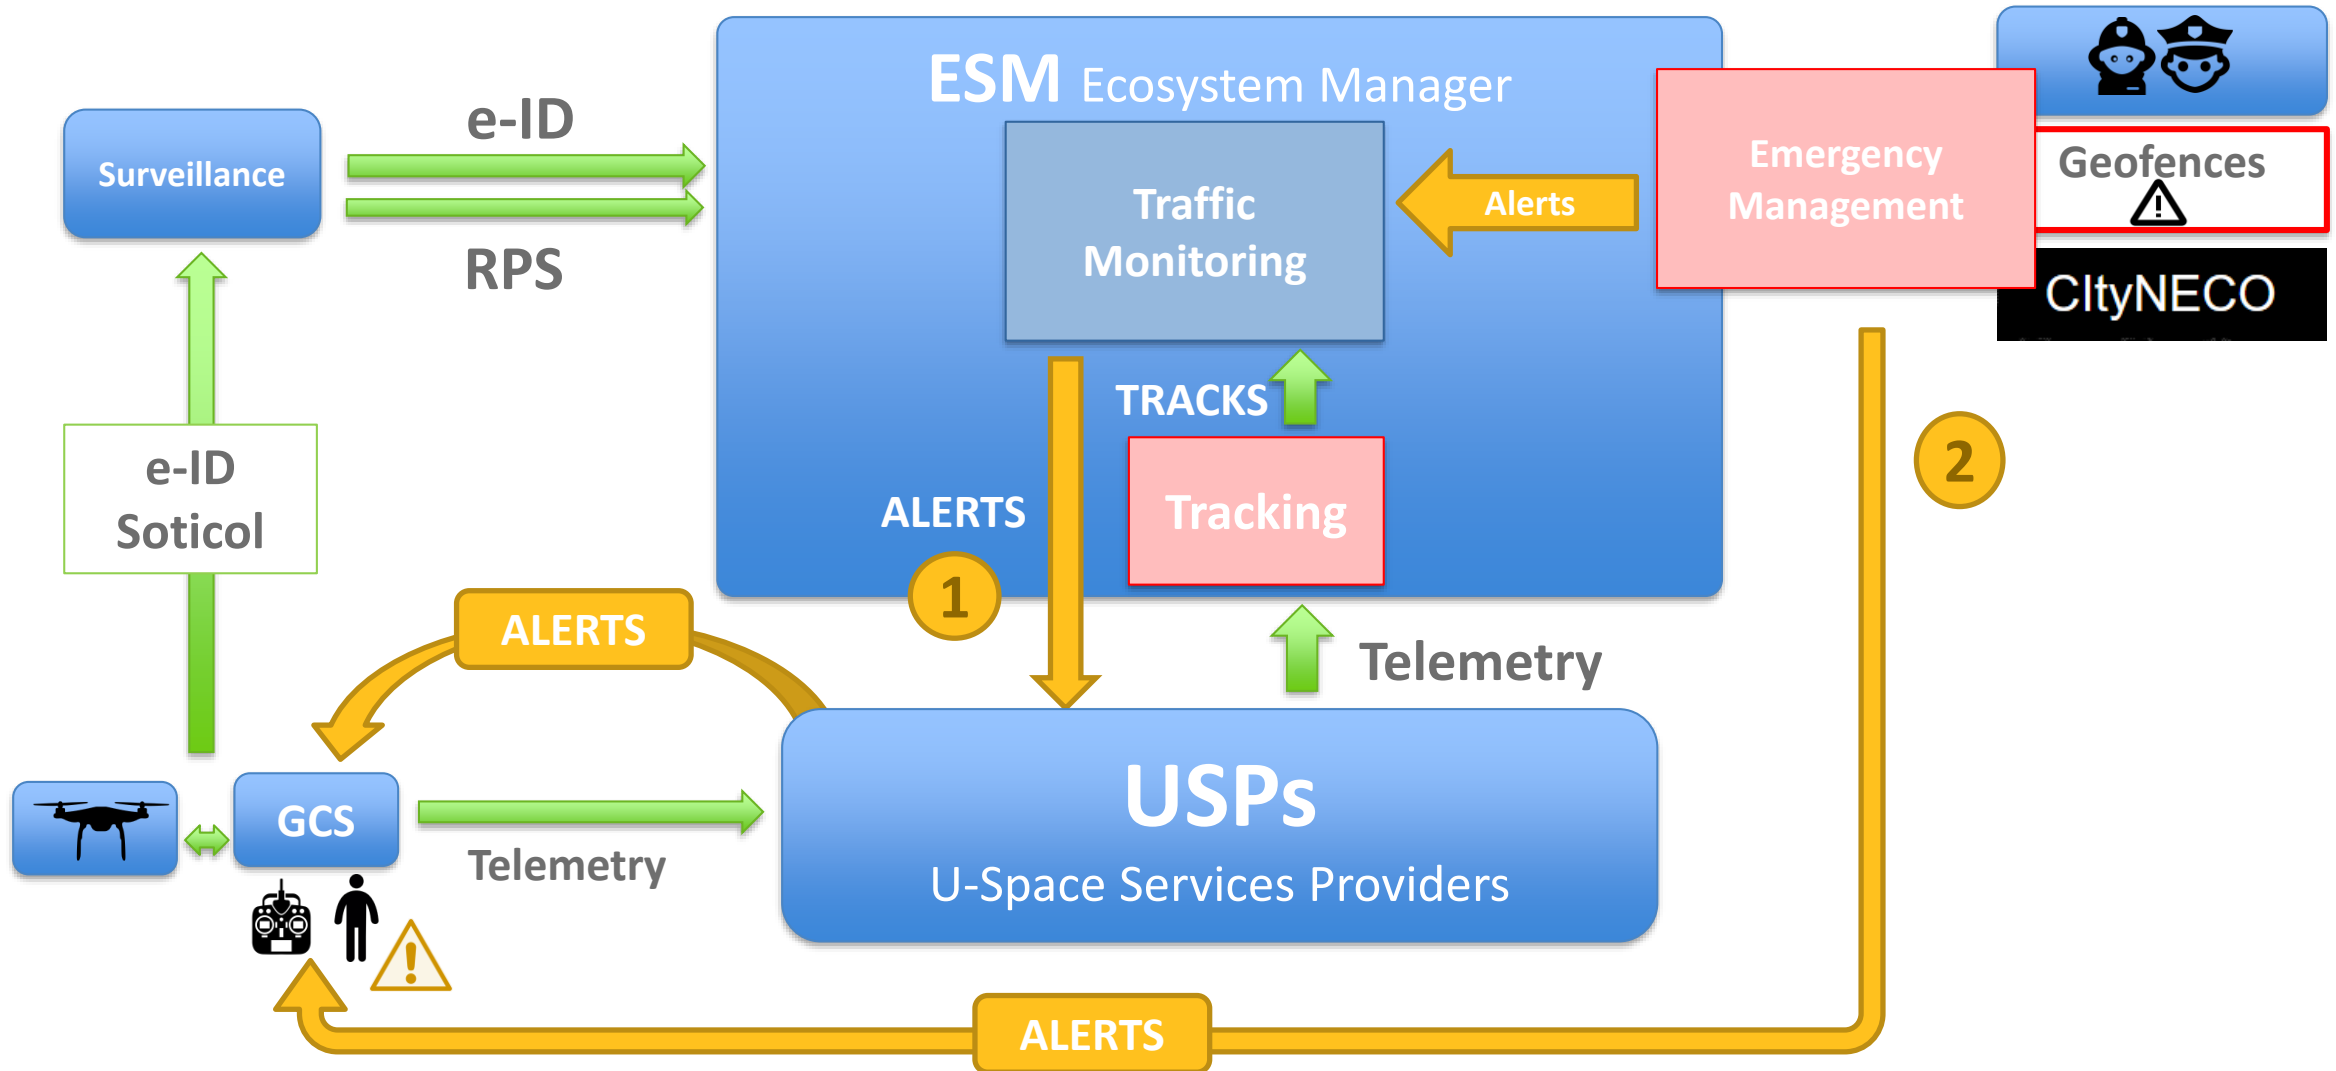 ESM Ecosystem Manager
e-ID
Surveillance
RPS
Traffic
Monitoring
Alerts
Emergency
Management
Geofences
CItyNECO
TRACKS
e-ID
Soticol
ALERTS
Tracking
2
1
ALERTS
Telemetry
USPs
U-Space Services Providers
GCS
Telemetry
ALERTS